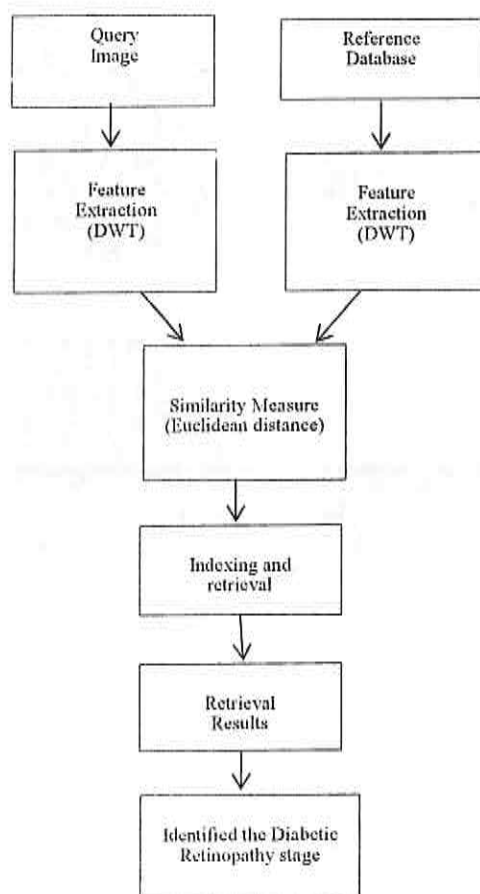 Query
Image
Reference
Database
Feature
Extraction
(DWT)
Feature
Extraction
(DWT)
Similarity Measure
(Euclidean distance)
Indexing and
retrieval
Retrieval
Results
Identified the Diabetic
Retinopathy stage